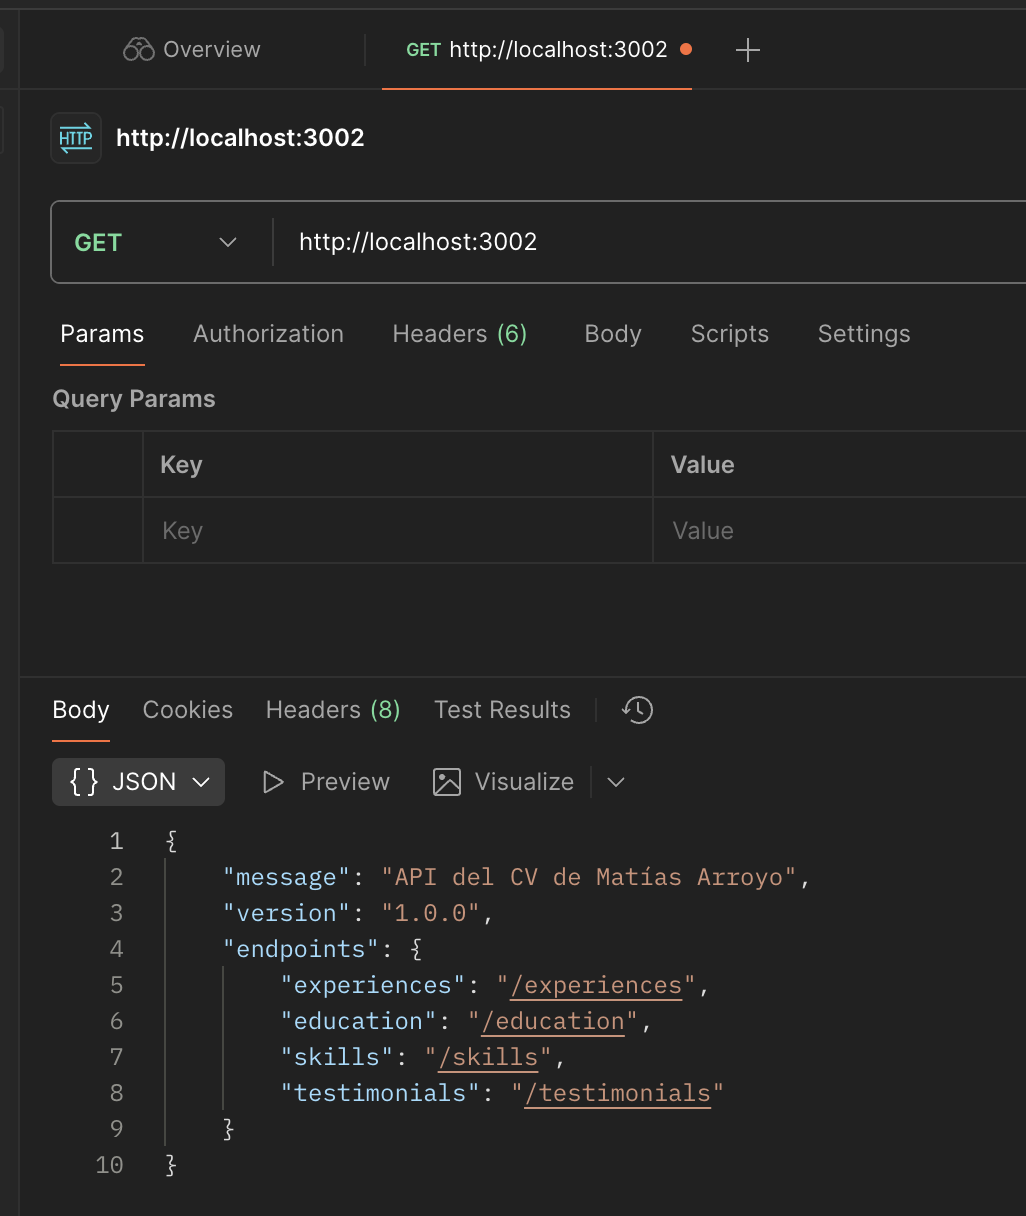 Overview
GET http://localhost:3002
HTTP http://localhost:3002
GET http://localhost:3002
Params Authorization Headers (6) Body Scripts Settings
Query Params
Key Value
Key Value
Body Cookies Headers (8) Test Results
{} JSON Preview Visualize
1 {
2 "message": "API del CV de Matías Arroyo",
3 "version": "1.0.0",
4 "endpoints": {
5 "experiences": "/experiences",
6 "education": "/education",
7 "skills": "/skills",
8 "testimonials": "/testimonials"
9 }
10 }